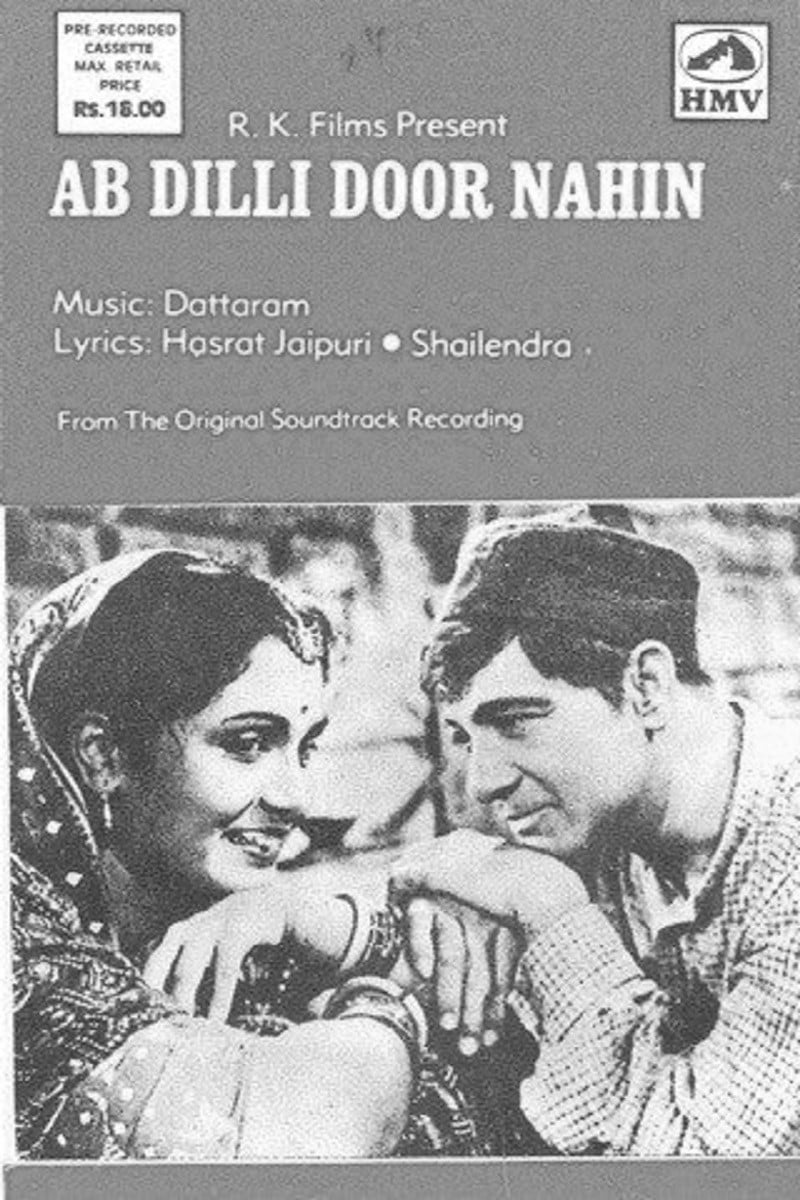 PRE-RECORDED
CASSETTE
MAX. RETAIL
PRICE
Rs.18.00
HMV
R. K. Films Present
AB DILLI DOOR NAHIN
Music: Dattaram
Lyrics: Hasrat Jaipuri ● Shailendra
From The Original Soundtrack Recording